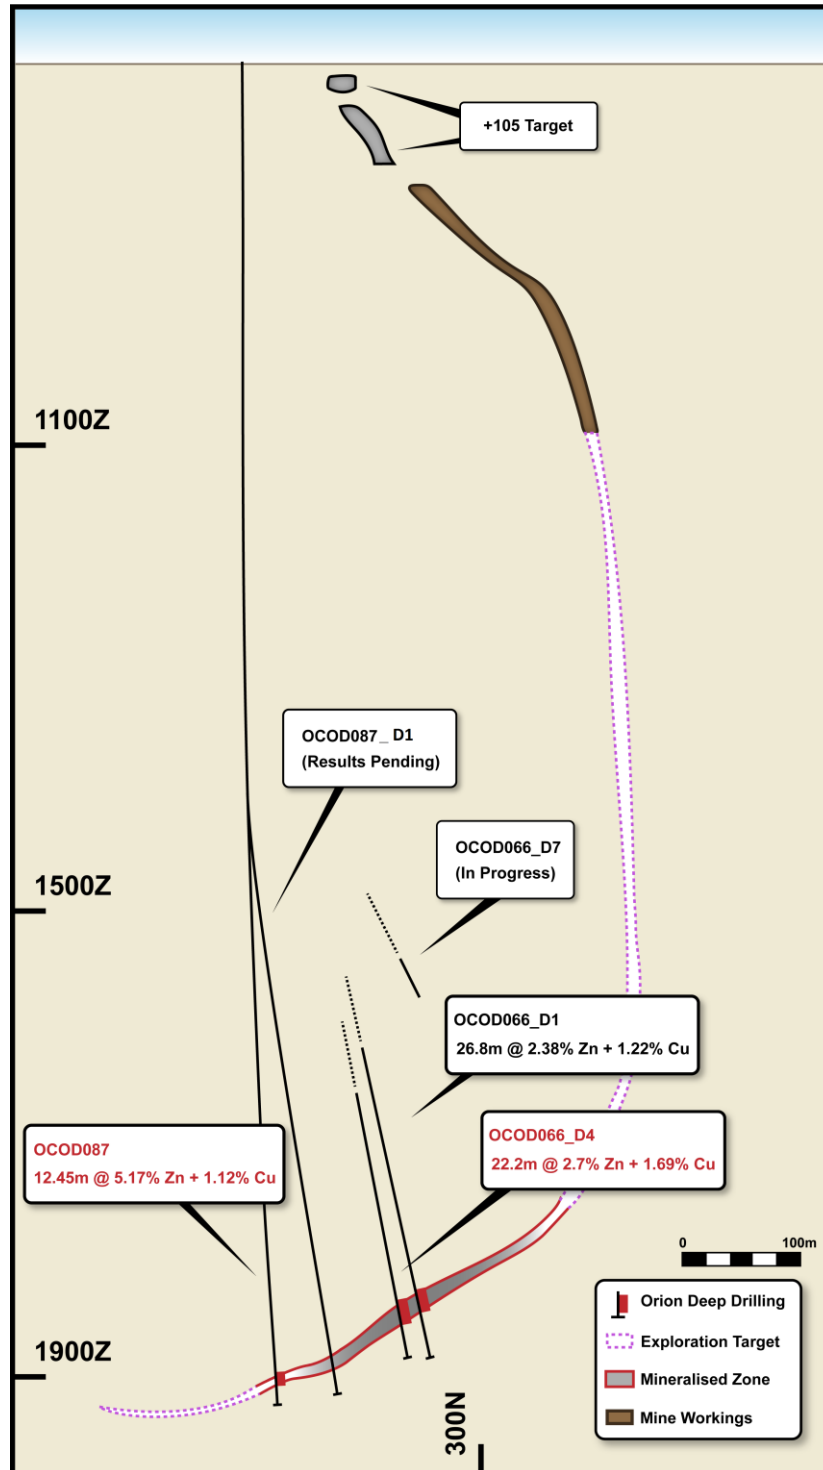 +105 Target
1100Z
OCOD087_ D1
(Results Pending)
OCOD066_D7
(In Progress)
1500Z
OCOD066_D1
26.8m @ 2.38% Zn + 1.22% Cu
OCOD066_D4
22.2m @ 2.7% Zn + 1.69% Cu
OCOD087
12.45m @ 5.17% Zn + 1.12% Cu
0 100m
Orion Deep Drilling
Exploration Target
Mineralised Zone
Mine Workings
1900Z
300N